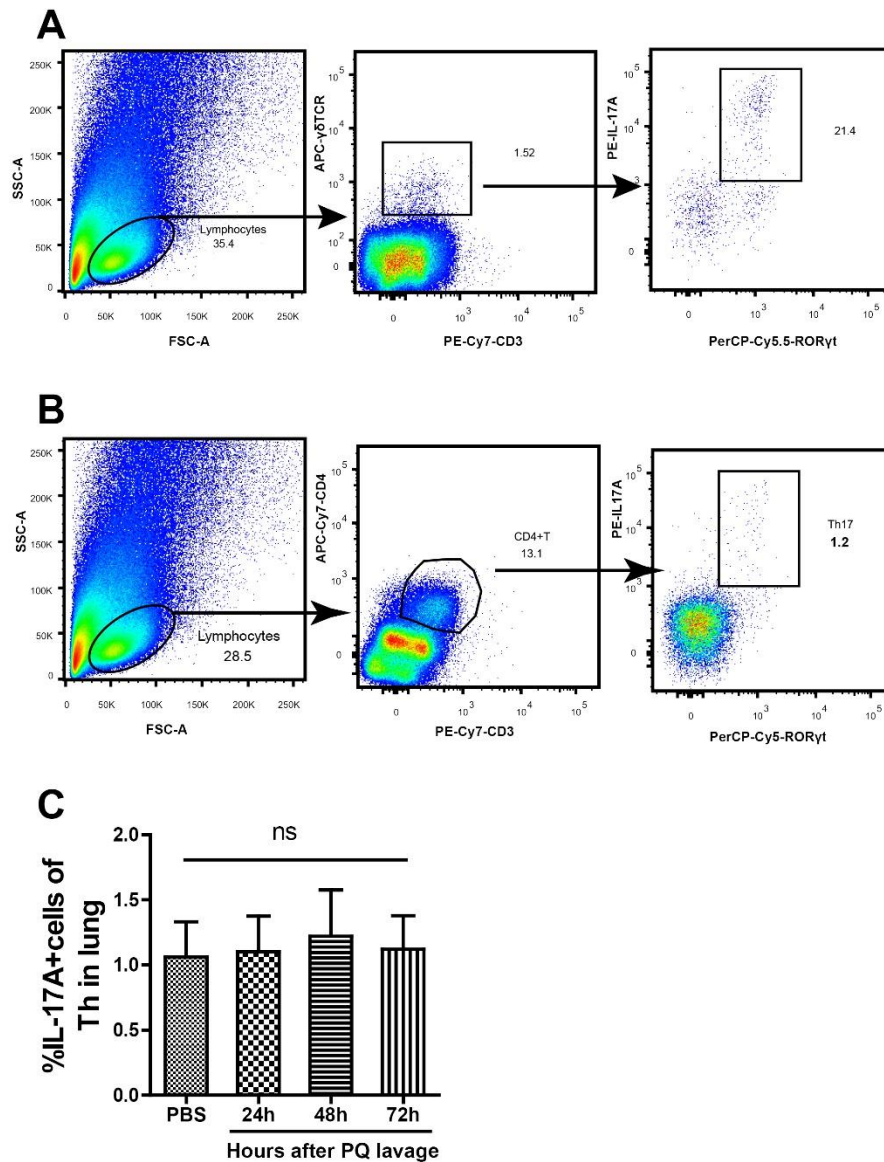 A
250K
200K
150K
100K
50K
0
SSC-A
0 50K 100K 150K 200K 250K
FSC-A
Lymphocytes
35.4
APC-γδTCR
10^5
10^4
10^3
10^2
0
0 10^3 10^4 10^5
PE-Cy7-CD3
1.52
PE-IL-17A
10^5
10^4
10^3
0
0 10^3 10^4 10^5
PerCP-Cy5.5-RORγt
21.4
B
250K
200K
150K
100K
50K
0
SSC-A
0 50K 100K 150K 200K 250K
FSC-A
Lymphocytes
28.5
APC-Cy7-CD4
10^5
10^4
10^3
0
0 10^3 10^4 10^5
PE-Cy7-CD3
CD4+T
13.1
PE-IL17A
10^5
10^4
10^3
0
0 10^3 10^4 10^5
PerCP-Cy5-RORγt
Th17
1.2
C
%IL-17A+cells of
Th in lung
2.0
1.5
1.0
0.5
0.0
ns
PBS 24h 48h 72h
Hours after PQ lavage